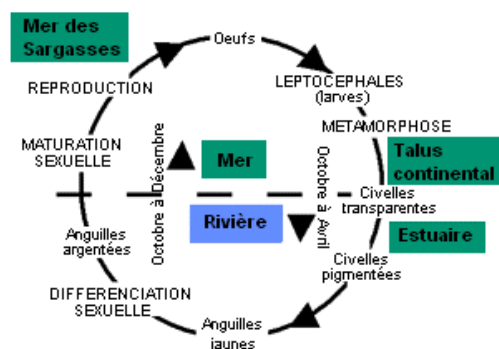 Mer des
Sargasses
Oeufs
REPRODUCTION
LEPTOCEPHALES
(larves)
METAMORPHOSE
MATURATION
SEXUELLE
Octobre à Décembre
Mer
Octobre à Avril
Talus
continental
Rivière
Civelles
transparentes
Anguilles
argentées
Estuaire
Civelles
pigmentées
DIFFERENCIATION
SEXUELLE
Anguilles
jaunes